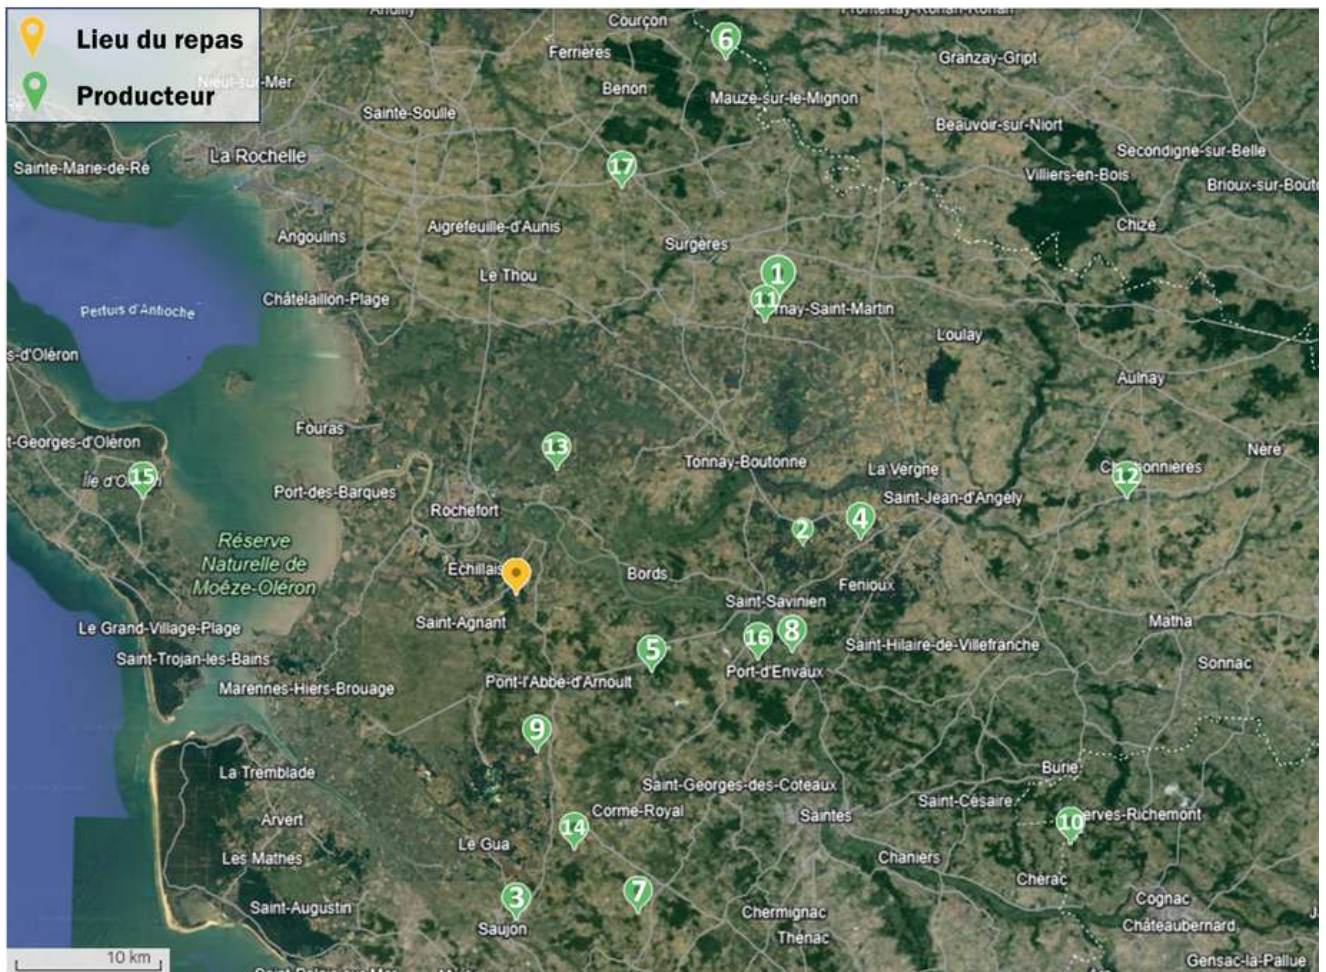 Lieu du repas
Producteur
Courçon
6
Ferrières
Granzay-Gript
Nieul-sur-Mer
Benon
Mauzé-sur-le-Mignon
Sainte-Soulle
Beauvoir-sur-Niort
Secondigné-sur-Belle
La Rochelle
Sainte-Marie-de-Ré
17
Villiers-en-Bois
Chizé
Aigrefeuille-d'Aunis
Angoulins
Surgères
Le Thou
1
Châtelaillon-Plage
11
Pertuis d'Antioche
Loulay
Aulnay
Fouras
13
Tonnay-Boutonne
La Vergne
Néré
12
15
Port-des-Barques
Saint-Jean-d'Angély
Rochefort
2
4
Réserve
Naturelle de
Moëze-Oléron
Échillais
Bords
Fenioux
Saint-Savinien
Saint-Agnant
Matha
Le Grand-Village-Plage
16
8
Saint-Hilaire-de-Villefranche
5
Saint-Trojan-les-Bains
Port-d'Envaux
Sonnac
Pont-l'Abbé-d'Arnoult
Marennes-Hiers-Brouage
9
La Tremblade
Burie
Saint-Georges-des-Coteaux
Saint-Césaire
Corme-Royal
Saintes
Arvert
14
10
Le Gua
Les Mathes
Chaniers
Chérac
3
7
Saint-Augustin
Cognac
Saujon
Chermignac
Châteaubernard
Thénac
10 km
Gensac-la-Pallue